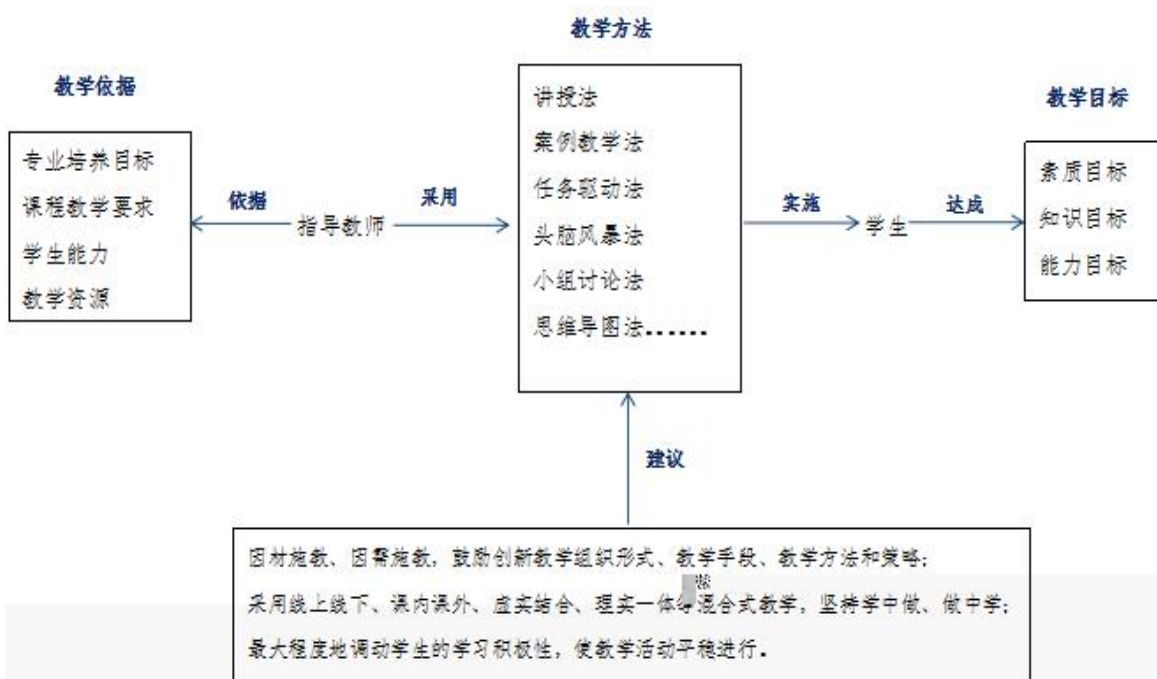 教学方法
教学依据
教学目标
专业培养目标
课程教学要求
学生能力
教学资源
依据
指导教师
采用
讲授法
案例教学法
任务驱动法
头脑风暴法
小组讨论法
思维导图法......
实施
学生
达成
素质目标
知识目标
能力目标
建议
因材施教、因需施教，鼓励创新教学组织形式、教学手段、教学方法和策略；
采用线上线下、课内课外、虚实结合、理实一体等混合式教学，坚持学中做、做中学；
最大程度地调动学生的学习积极性，使教学活动平稳进行。